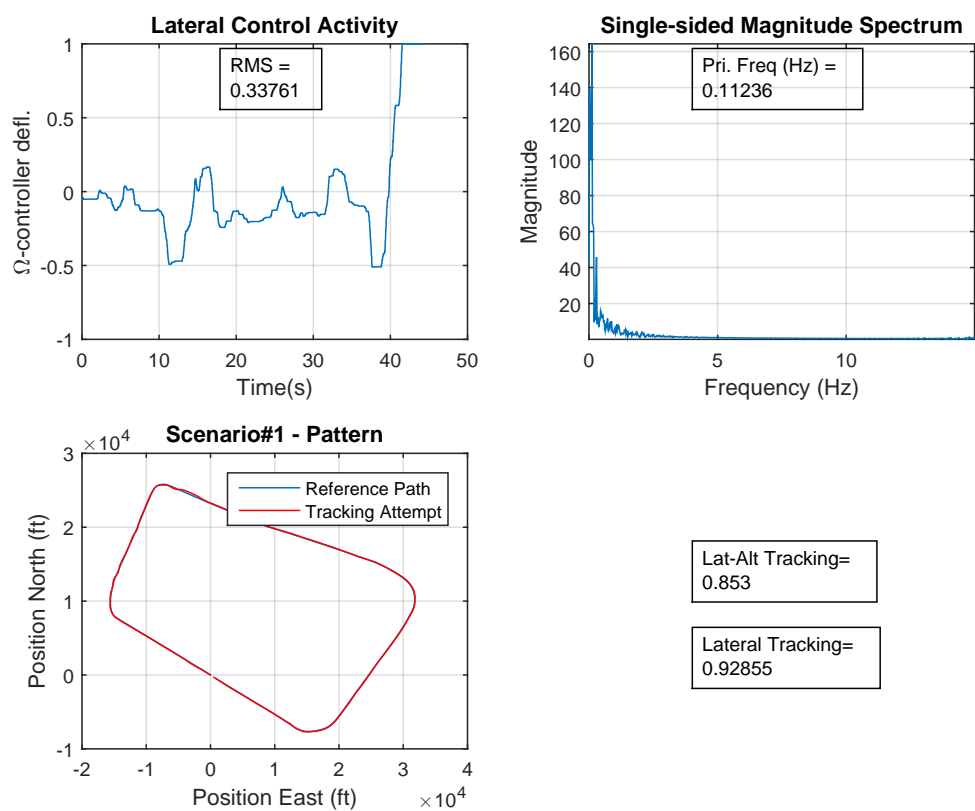 Lateral Control Activity
RMS =
0.33761
1
0.5
0
-0.5
-1
Ω-controller defl.
0
10
20
30
40
50
Time(s)
Single-sided Magnitude Spectrum
Pri. Freq (Hz) =
0.11236
160
140
120
100
80
60
40
20
Magnitude
0
5
10
Frequency (Hz)
Scenario#1 - Pattern
×10⁴
3
2
1
0
-1
Position North (ft)
Reference Path
Tracking Attempt
-2
-1
0
1
2
3
4
Position East (ft)
×10⁴
Lat-Alt Tracking=
0.853
Lateral Tracking=
0.92855